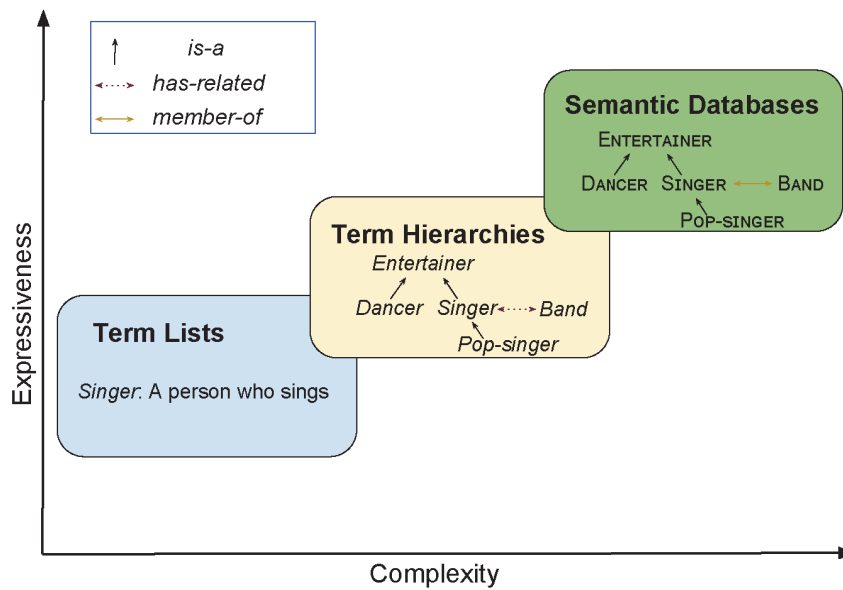 is-a
has-related
member-of
Semantic Databases
ENTERTAINER
DANCER SINGER BAND
POP-SINGER
Term Hierarchies
Entertainer
Dancer Singer Band
Pop-singer
Term Lists
Singer: A person who sings
Expressiveness
Complexity